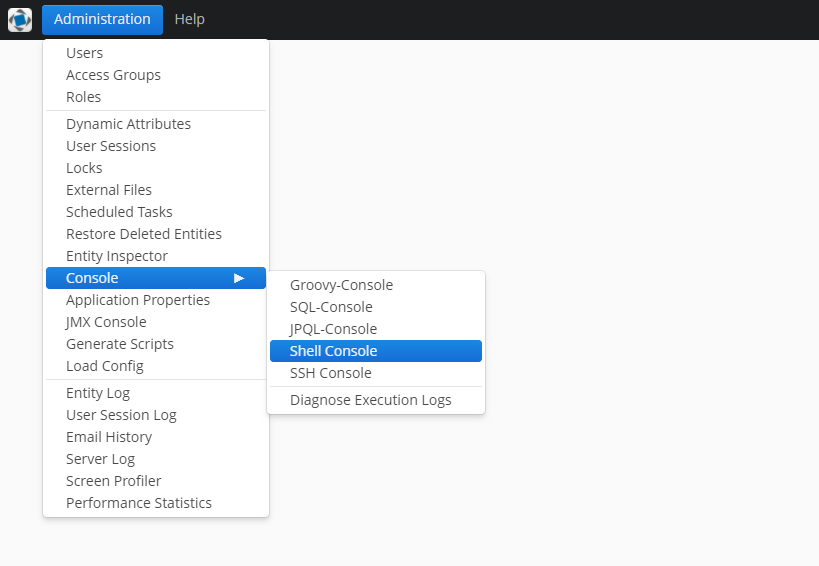 Administration Help
Users
Access Groups
Roles
Dynamic Attributes
User Sessions
Locks
External Files
Scheduled Tasks
Restore Deleted Entities
Entity Inspector
Console
Application Properties
JMX Console
Generate Scripts
Load Config
Entity Log
User Session Log
Email History
Server Log
Screen Profiler
Performance Statistics
Groovy-Console
SQL-Console
JPQL-Console
Shell Console
SSH Console
Diagnose Execution Logs